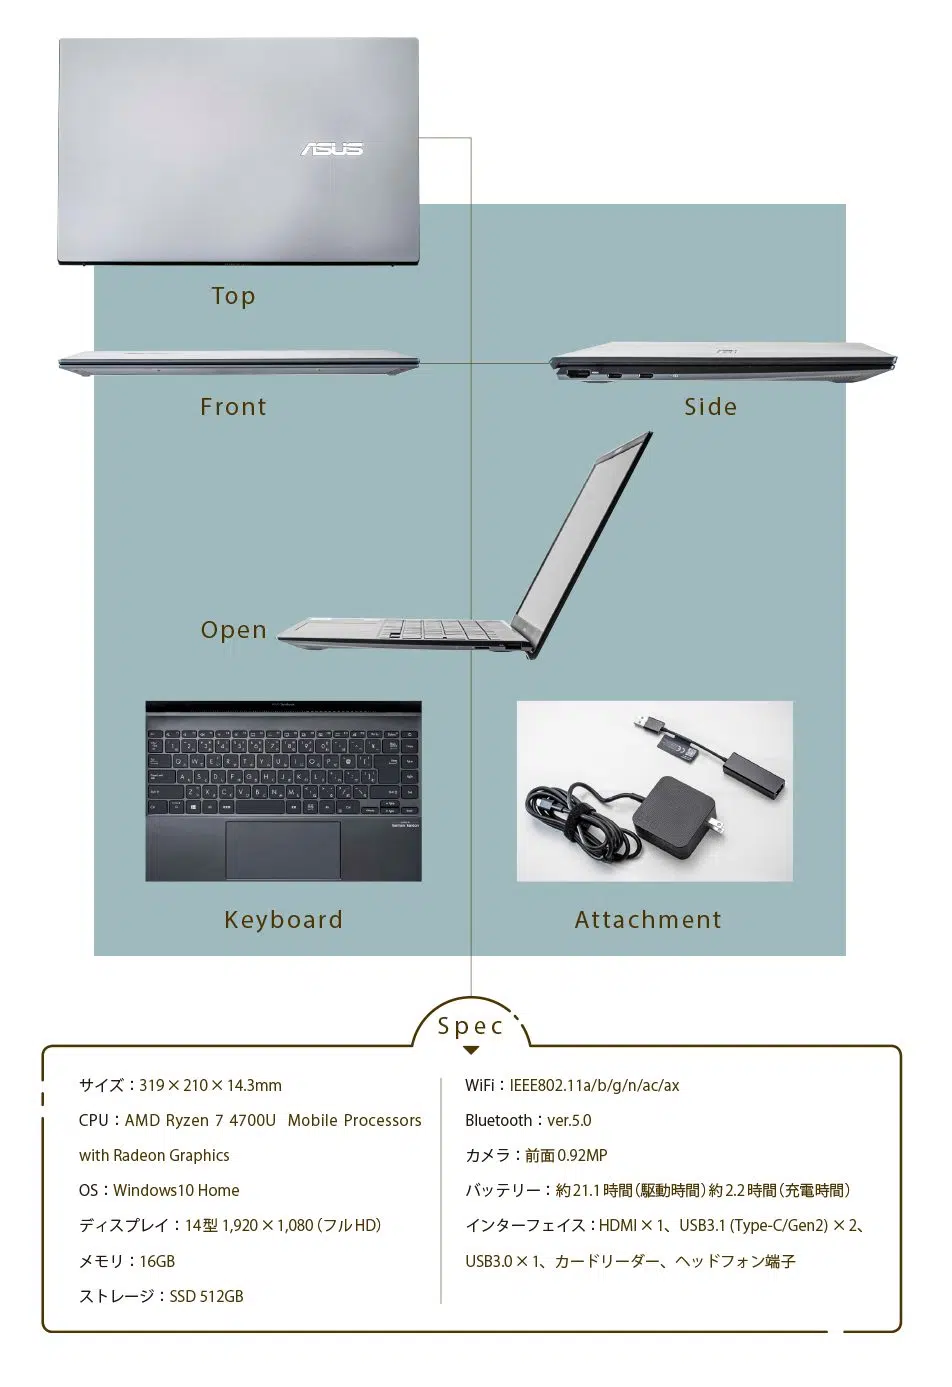 ASUS
Top
Front
Side
Open
Keyboard
Attachment
Spec
サイズ：319×210×14.3mm
CPU：AMD Ryzen 7 4700U Mobile Processors
with Radeon Graphics
OS：Windows10 Home
ディスプレイ：14型 1,920×1,080（フルHD）
メモリ：16GB
ストレージ：SSD 512GB
WiFi：IEEE802.11a/b/g/n/ac/ax
Bluetooth：ver.5.0
カメラ：前面0.92MP
バッテリー：約21.1時間（駆動時間）約2.2時間（充電時間）
インターフェイス：HDMI×1、USB3.1 (Type-C/Gen2) ×2、
USB3.0×1、カードリーダー、ヘッドフォン端子